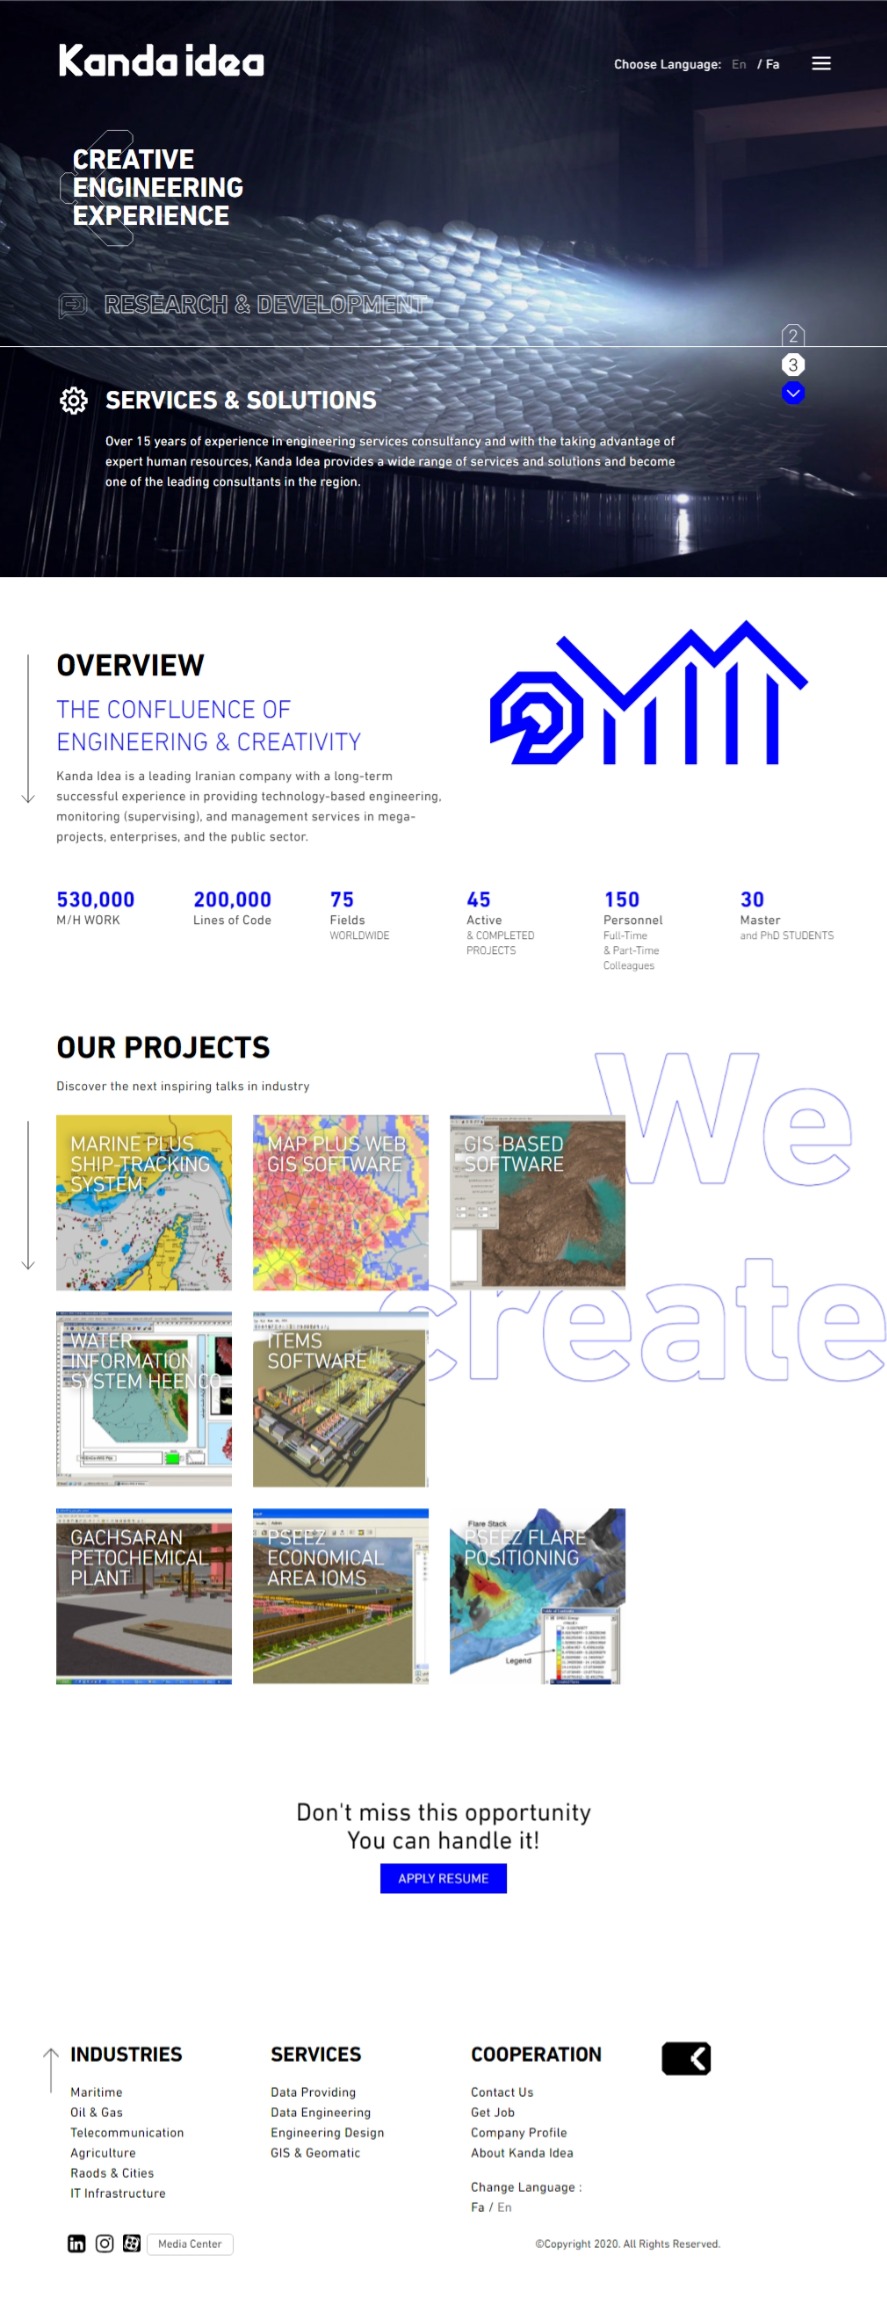 Kanda idea
Choose Language: En / Fa
CREATIVE
ENGINEERING
EXPERIENCE
RESEARCH & DEVELOPMENT
2
3
SERVICES & SOLUTIONS
Over 15 years of experience in engineering services consultancy and with the taking advantage of
expert human resources, Kanda Idea provides a wide range of services and solutions and become
one of the leading consultants in the region.
OVERVIEW
THE CONFLUENCE OF
ENGINEERING & CREATIVITY
Kanda Idea is a leading Iranian company with a long-term
successful experience in providing technology-based engineering,
monitoring (supervising), and management services in mega-
projects, enterprises, and the public sector.
530,000
M/H WORK
200,000
Lines of Code
75
Fields
WORLDWIDE
45
Active
& COMPLETED
PROJECTS
150
Personnel
Full-Time
& Part-Time
Colleagues
30
Master
and PhD STUDENTS
OUR PROJECTS
Discover the next inspiring talks in industry
We
create
MARINE PLUS
SHIP-TRACKING
SYSTEM
MAP PLUS WEB
GIS SOFTWARE
GIS-BASED
SOFTWARE
WATER
INFORMATION
SYSTEM HEENCO
ITEMS
SOFTWARE
GACHSARAN
PETOCHEMICAL
PLANT
PSEEZ
ECONOMICAL
AREA IOMS
Flare Stack
PSEEZ FLARE
POSITIONING
Legend
Don't miss this opportunity
You can handle it!
APPLY RESUME
INDUSTRIES
Maritime
Oil & Gas
Telecommunication
Agriculture
Raods & Cities
IT Infrastructure
SERVICES
Data Providing
Data Engineering
Engineering Design
GIS & Geomatic
COOPERATION
Contact Us
Get Job
Company Profile
About Kanda Idea
Change Language :
Fa / En
in
Media Center
©Copyright 2020. All Rights Reserved.